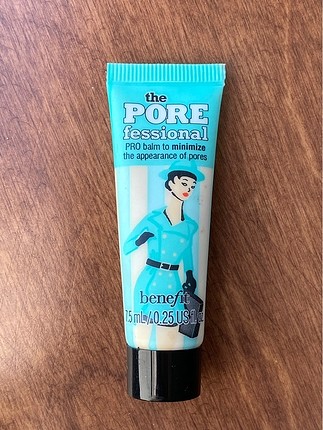 the
PORE
fessional
PRO balm to minimize
the appearance of pores
benefit
7.5 mL/0.25 US fl. oz.